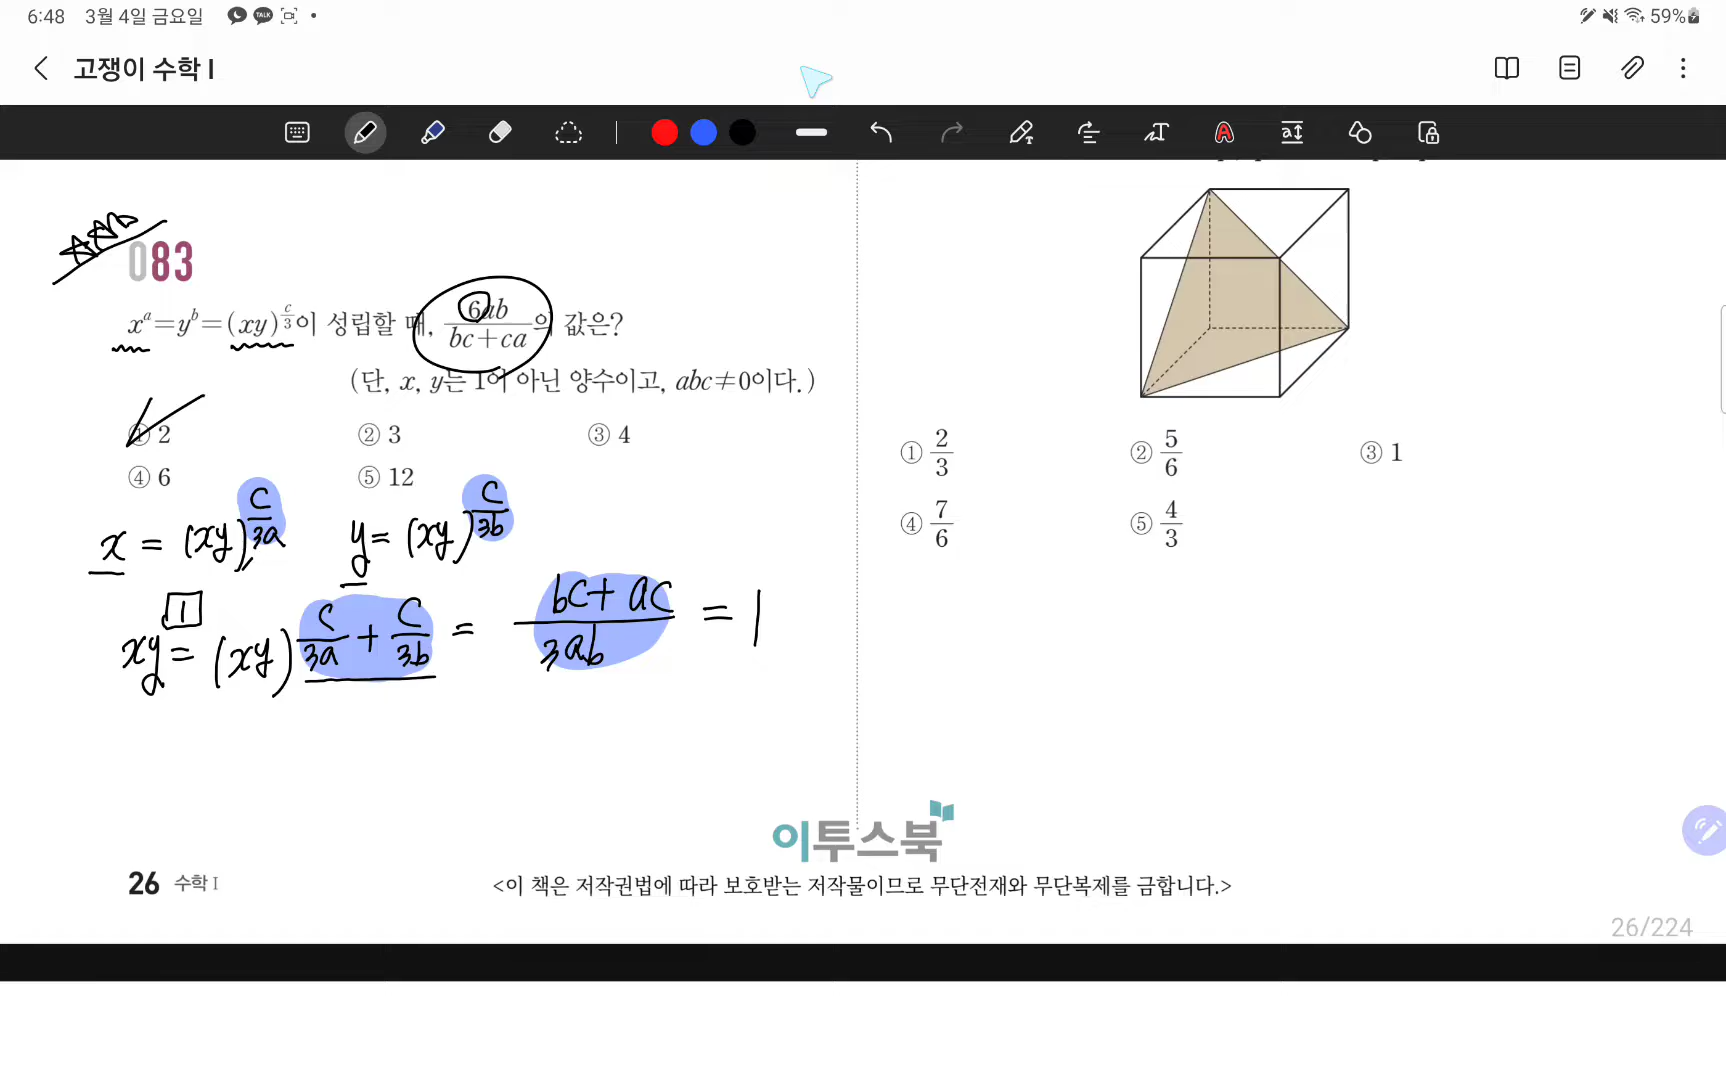 6:48 3월 4일 금요일 TALK 59%
고쟁이 수학 I
083
xᵃ=yᵇ=(xy)^(c/3)이 성립할 때, 6ab/(bc+ca)의 값은?
(단, x, y는 1이 아닌 양수이고, abc≠0이다.)
① 2 ② 3 ③ 4
④ 6 ⑤ 12
x = (xy)^(c/3a) y = (xy)^(c/3b)
xy^1 = (xy)^(c/3a + c/3b) = (bc+ac)/3ab = 1
① 2/3 ② 5/6 ③ 1
④ 7/6 ⑤ 4/3
이투스북
26 수학 I
<이 책은 저작권법에 따라 보호받는 저작물이므로 무단전재와 무단복제를 금합니다.>
26/224